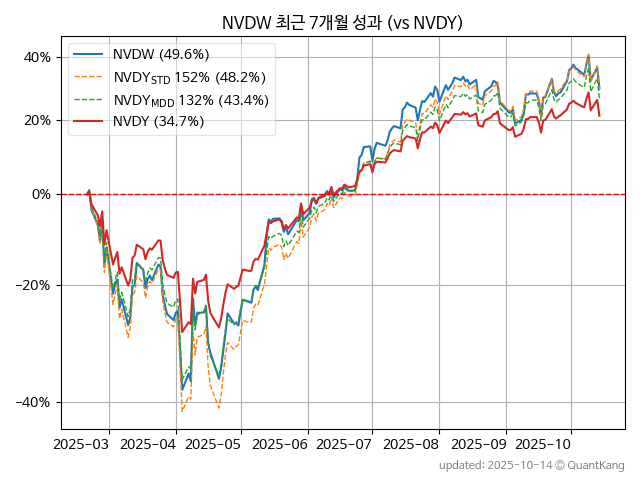 NVDW 최근 7개월 성과 (vs NVDY)
NVDW (49.6%)
NVDYSTD 152% (48.2%)
NVDYMDD 132% (43.4%)
NVDY (34.7%)
40%
20%
0%
−20%
−40%
2025-03 2025-04 2025-05 2025-06 2025-07 2025-08 2025-09 2025-10
updated: 2025-10-14 © QuantKang